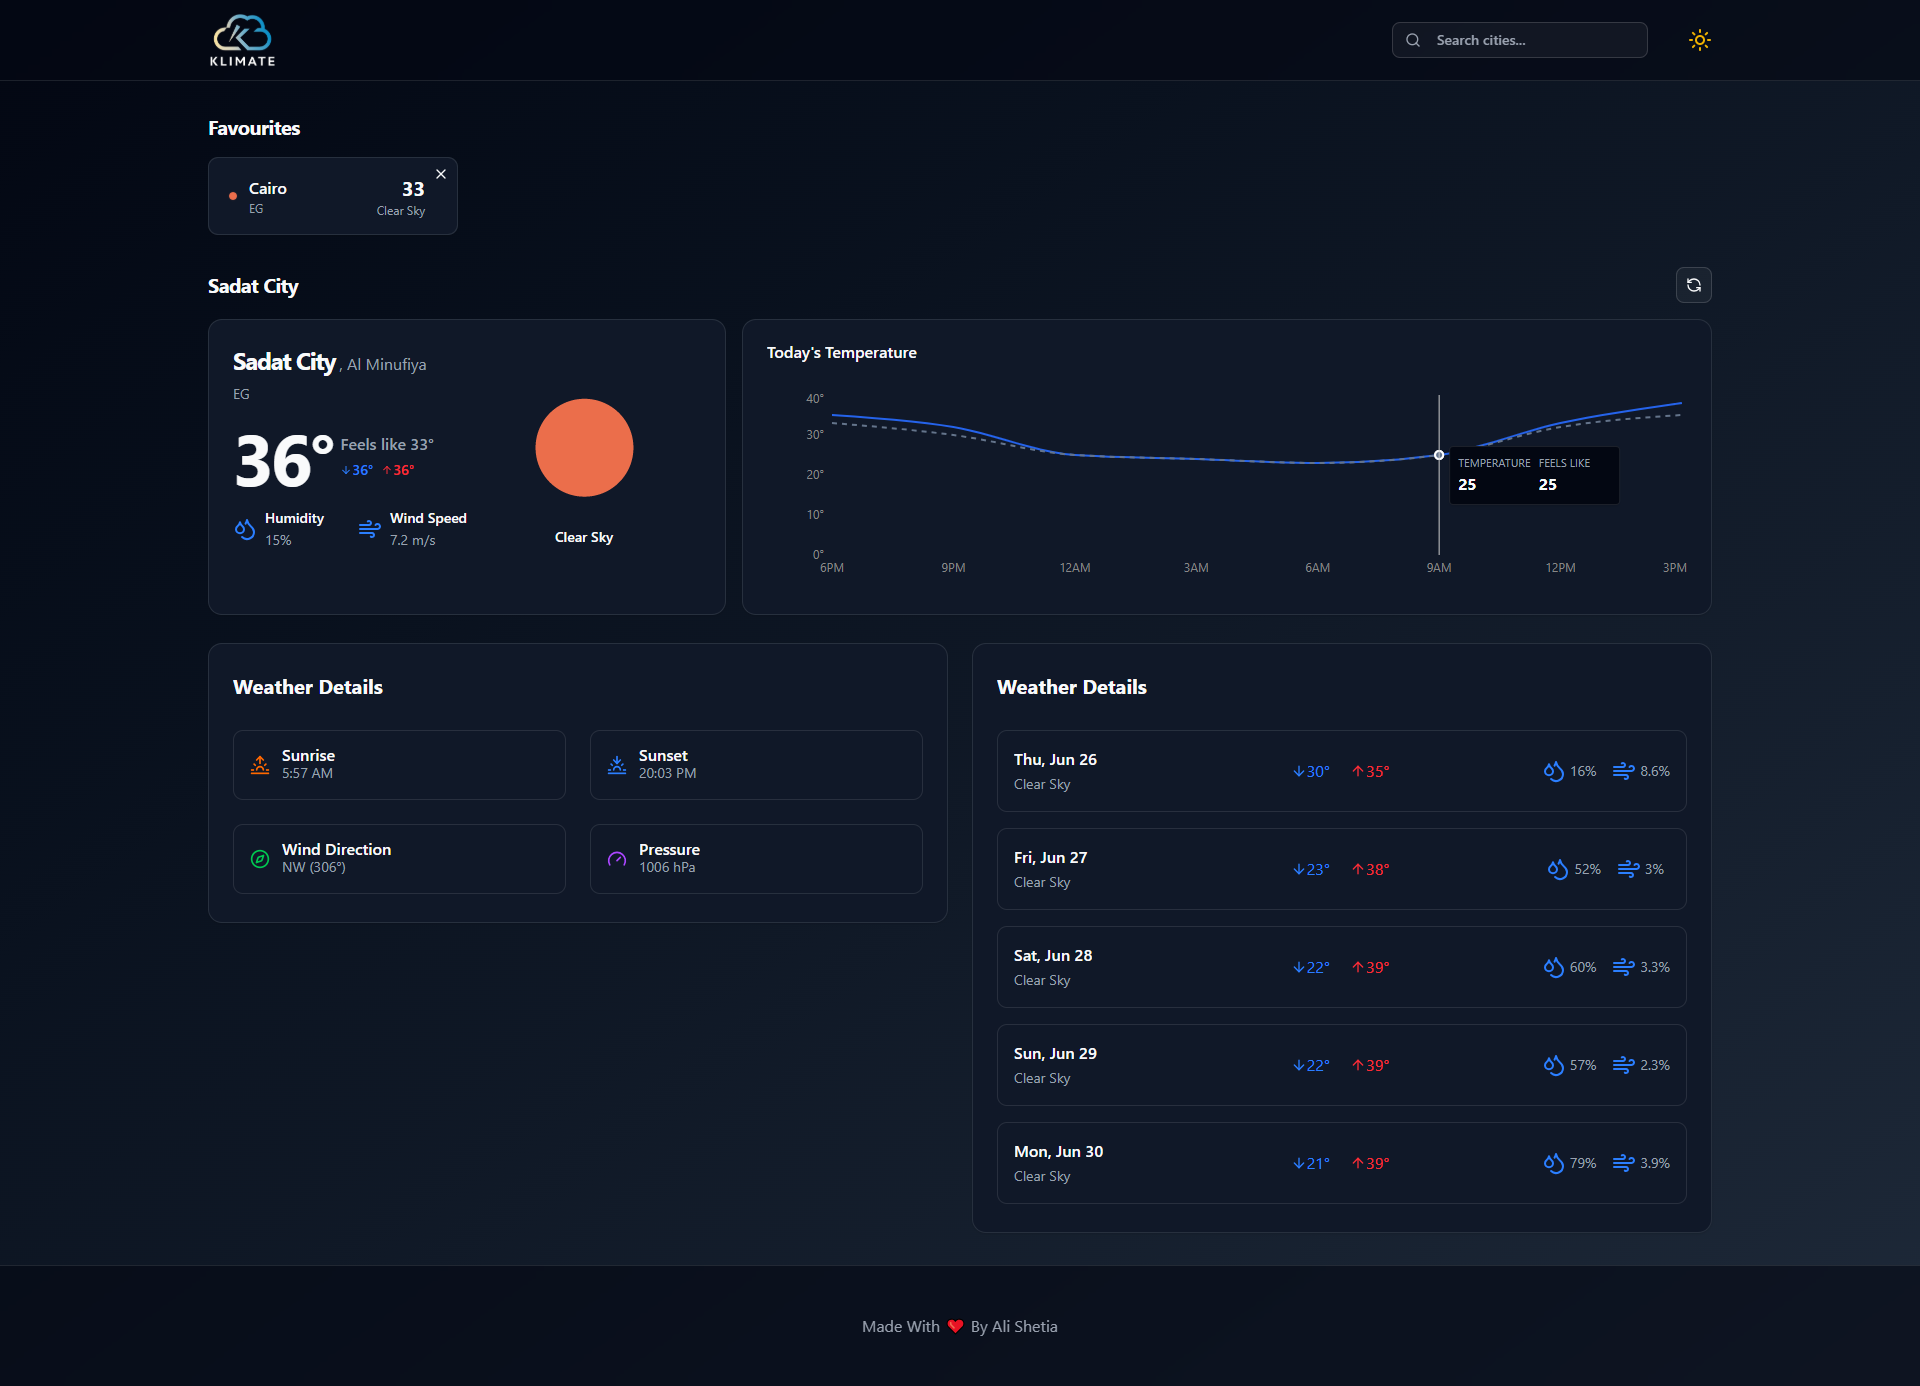 KLIMATE
Search cities...
Favourites
Cairo
EG
33
Clear Sky
Sadat City
Sadat City , Al Minufiya
EG
36°
Feels like 33°
36° 36°
Humidity
15%
Wind Speed
7.2 m/s
Clear Sky
Today's Temperature
40°
30°
20°
10°
0°
6PM 9PM 12AM 3AM 6AM 9AM 12PM 3PM
TEMPERATURE FEELS LIKE
25 25
Weather Details
Sunrise
5:57 AM
Sunset
20:03 PM
Wind Direction
NW (306°)
Pressure
1006 hPa
Weather Details
Thu, Jun 26
Clear Sky
30° 35°
16% 8.6%
Fri, Jun 27
Clear Sky
23° 38°
52% 3%
Sat, Jun 28
Clear Sky
22° 39°
60% 3.3%
Sun, Jun 29
Clear Sky
22° 39°
57% 2.3%
Mon, Jun 30
Clear Sky
21° 39°
79% 3.9%
Made With ❤️ By Ali Shetia